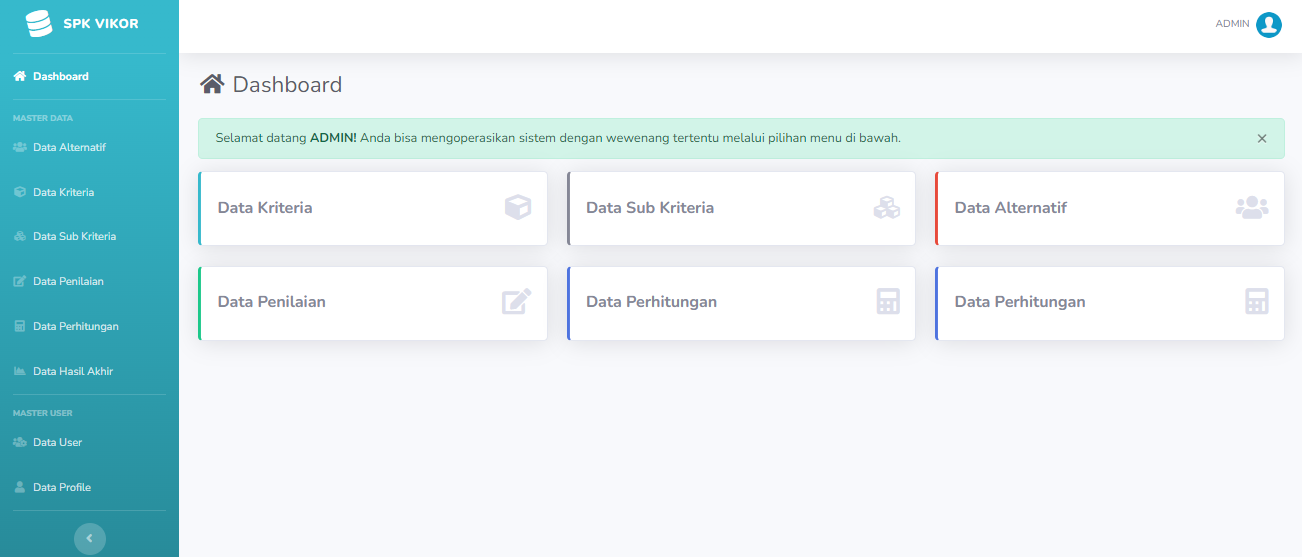 SPK VIKOR
Dashboard
MASTER DATA
Data Alternatif
Data Kriteria
Data Sub Kriteria
Data Penilaian
Data Perhitungan
Data Hasil Akhir
MASTER USER
Data User
Data Profile
ADMIN
Dashboard
Selamat datang ADMIN! Anda bisa mengoperasikan sistem dengan wewenang tertentu melalui pilihan menu di bawah. ×
Data Kriteria
Data Sub Kriteria
Data Alternatif
Data Penilaian
Data Perhitungan
Data Perhitungan